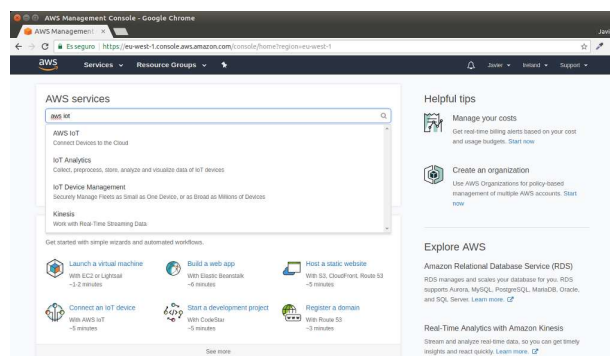 AWS Management Console - Google Chrome
AWS Management
Javi
Es seguro | https://eu-west-1.console.aws.amazon.com/console/home?region=eu-west-1
aws
Services
Resource Groups
Javier
Ireland
Support
AWS services
aws iot
AWS IoT
Connect Devices to the Cloud
IoT Analytics
Collect, preprocess, store, analyze and visualize data of IoT devices
IoT Device Management
Securely Manage Fleets as Small as One Device, or as Broad as Millions of Devices
Kinesis
Work with Real-Time Streaming Data
Get started with simple wizards and automated workflows.
Launch a virtual machine
With EC2 or Lightsail
~1-2 minutes
Build a web app
With Elastic Beanstalk
~6 minutes
Host a static website
With S3, CloudFront, Route 53
~5 minutes
Connect an IoT device
With AWS IoT
~5 minutes
Start a development project
With CodeStar
~5 minutes
Register a domain
With Route 53
~3 minutes
See more
Helpful tips
Manage your costs
Get real-time billing alerts based on your cost
and usage budgets. Start now
Create an organization
Use AWS Organizations for policy-based
management of multiple AWS accounts. Start
now
Explore AWS
Amazon Relational Database Service (RDS)
RDS manages and scales your database for you. RDS
supports Aurora, MySQL, PostgreSQL, MariaDB, Oracle,
and SQL Server. Learn more.
Real-Time Analytics with Amazon Kinesis
Stream and analyze real-time data, so you can get timely
insights and react quickly. Learn more.